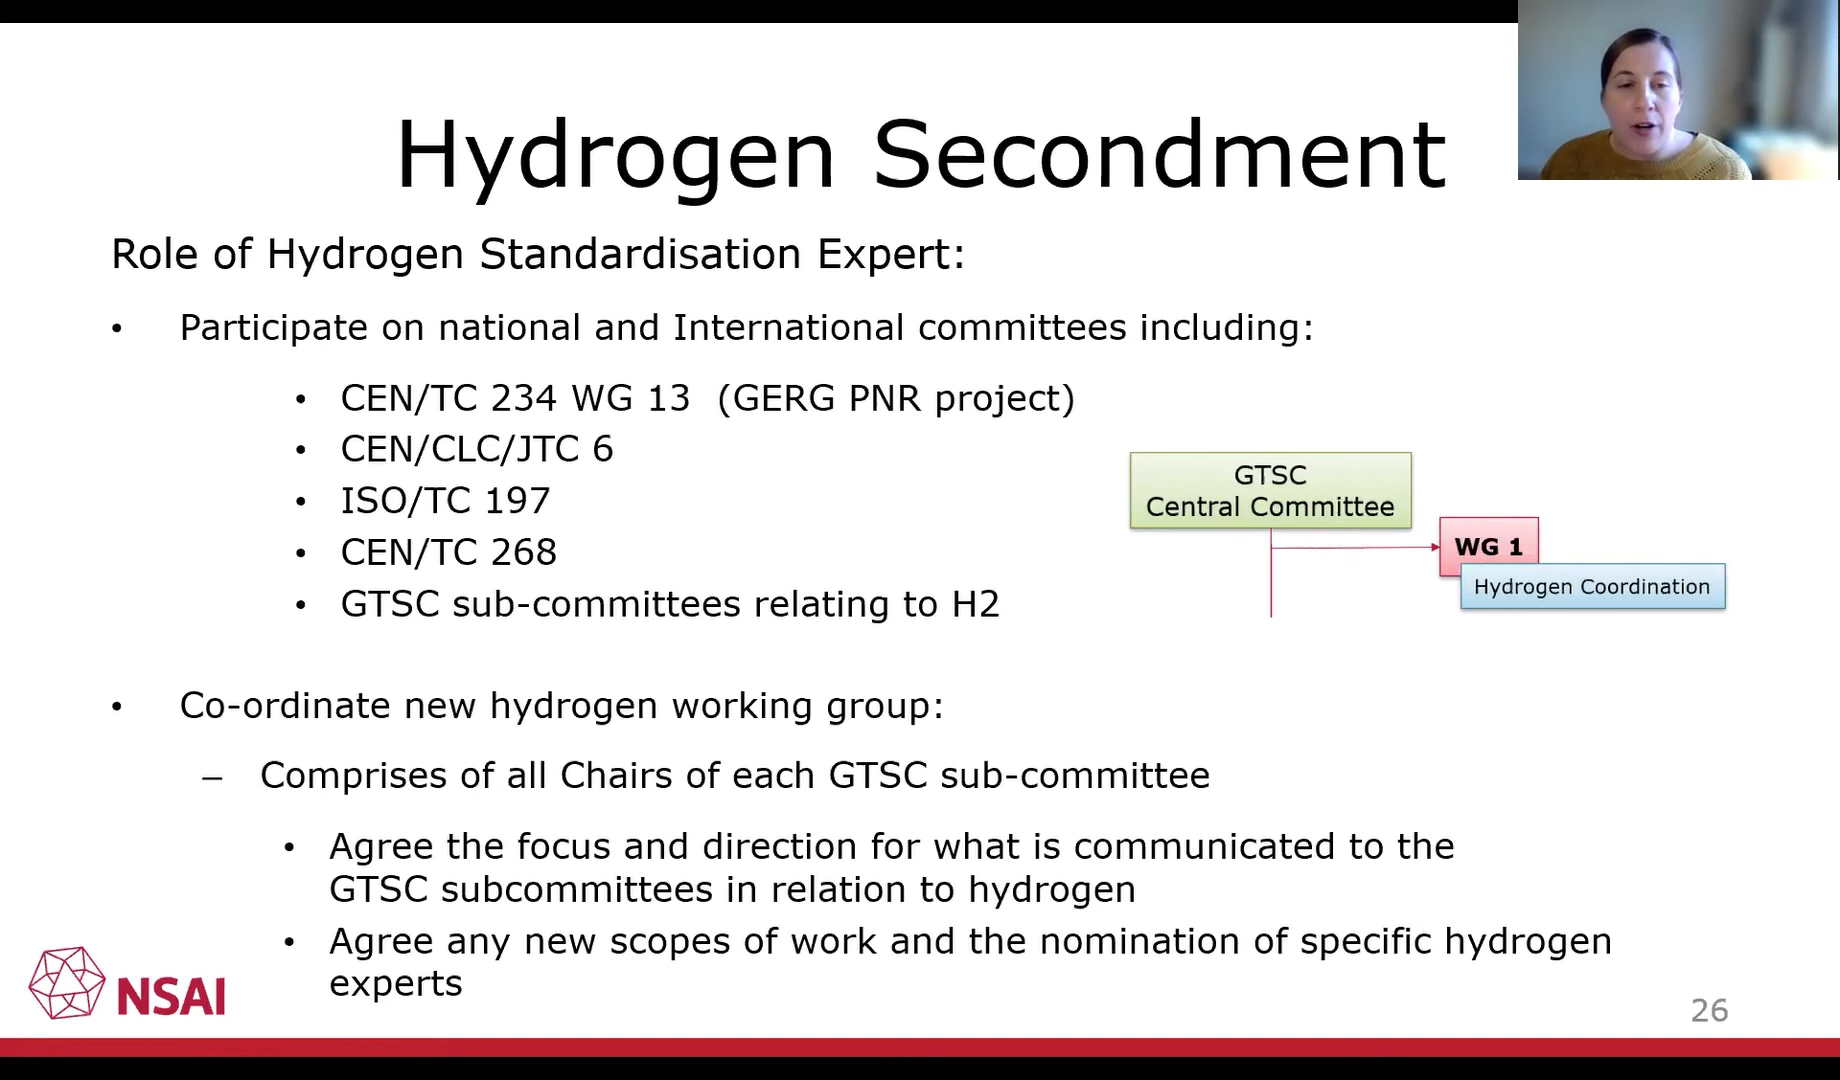 Hydrogen Secondment
Role of Hydrogen Standardisation Expert:
• Participate on national and International committees including:
• CEN/TC 234 WG 13 (GERG PNR project)
• CEN/CLC/JTC 6
• ISO/TC 197
• CEN/TC 268
• GTSC sub-committees relating to H2
GTSC
Central Committee
WG 1
Hydrogen Coordination
• Co-ordinate new hydrogen working group:
– Comprises of all Chairs of each GTSC sub-committee
• Agree the focus and direction for what is communicated to the
GTSC subcommittees in relation to hydrogen
• Agree any new scopes of work and the nomination of specific hydrogen
experts
NSAI
26